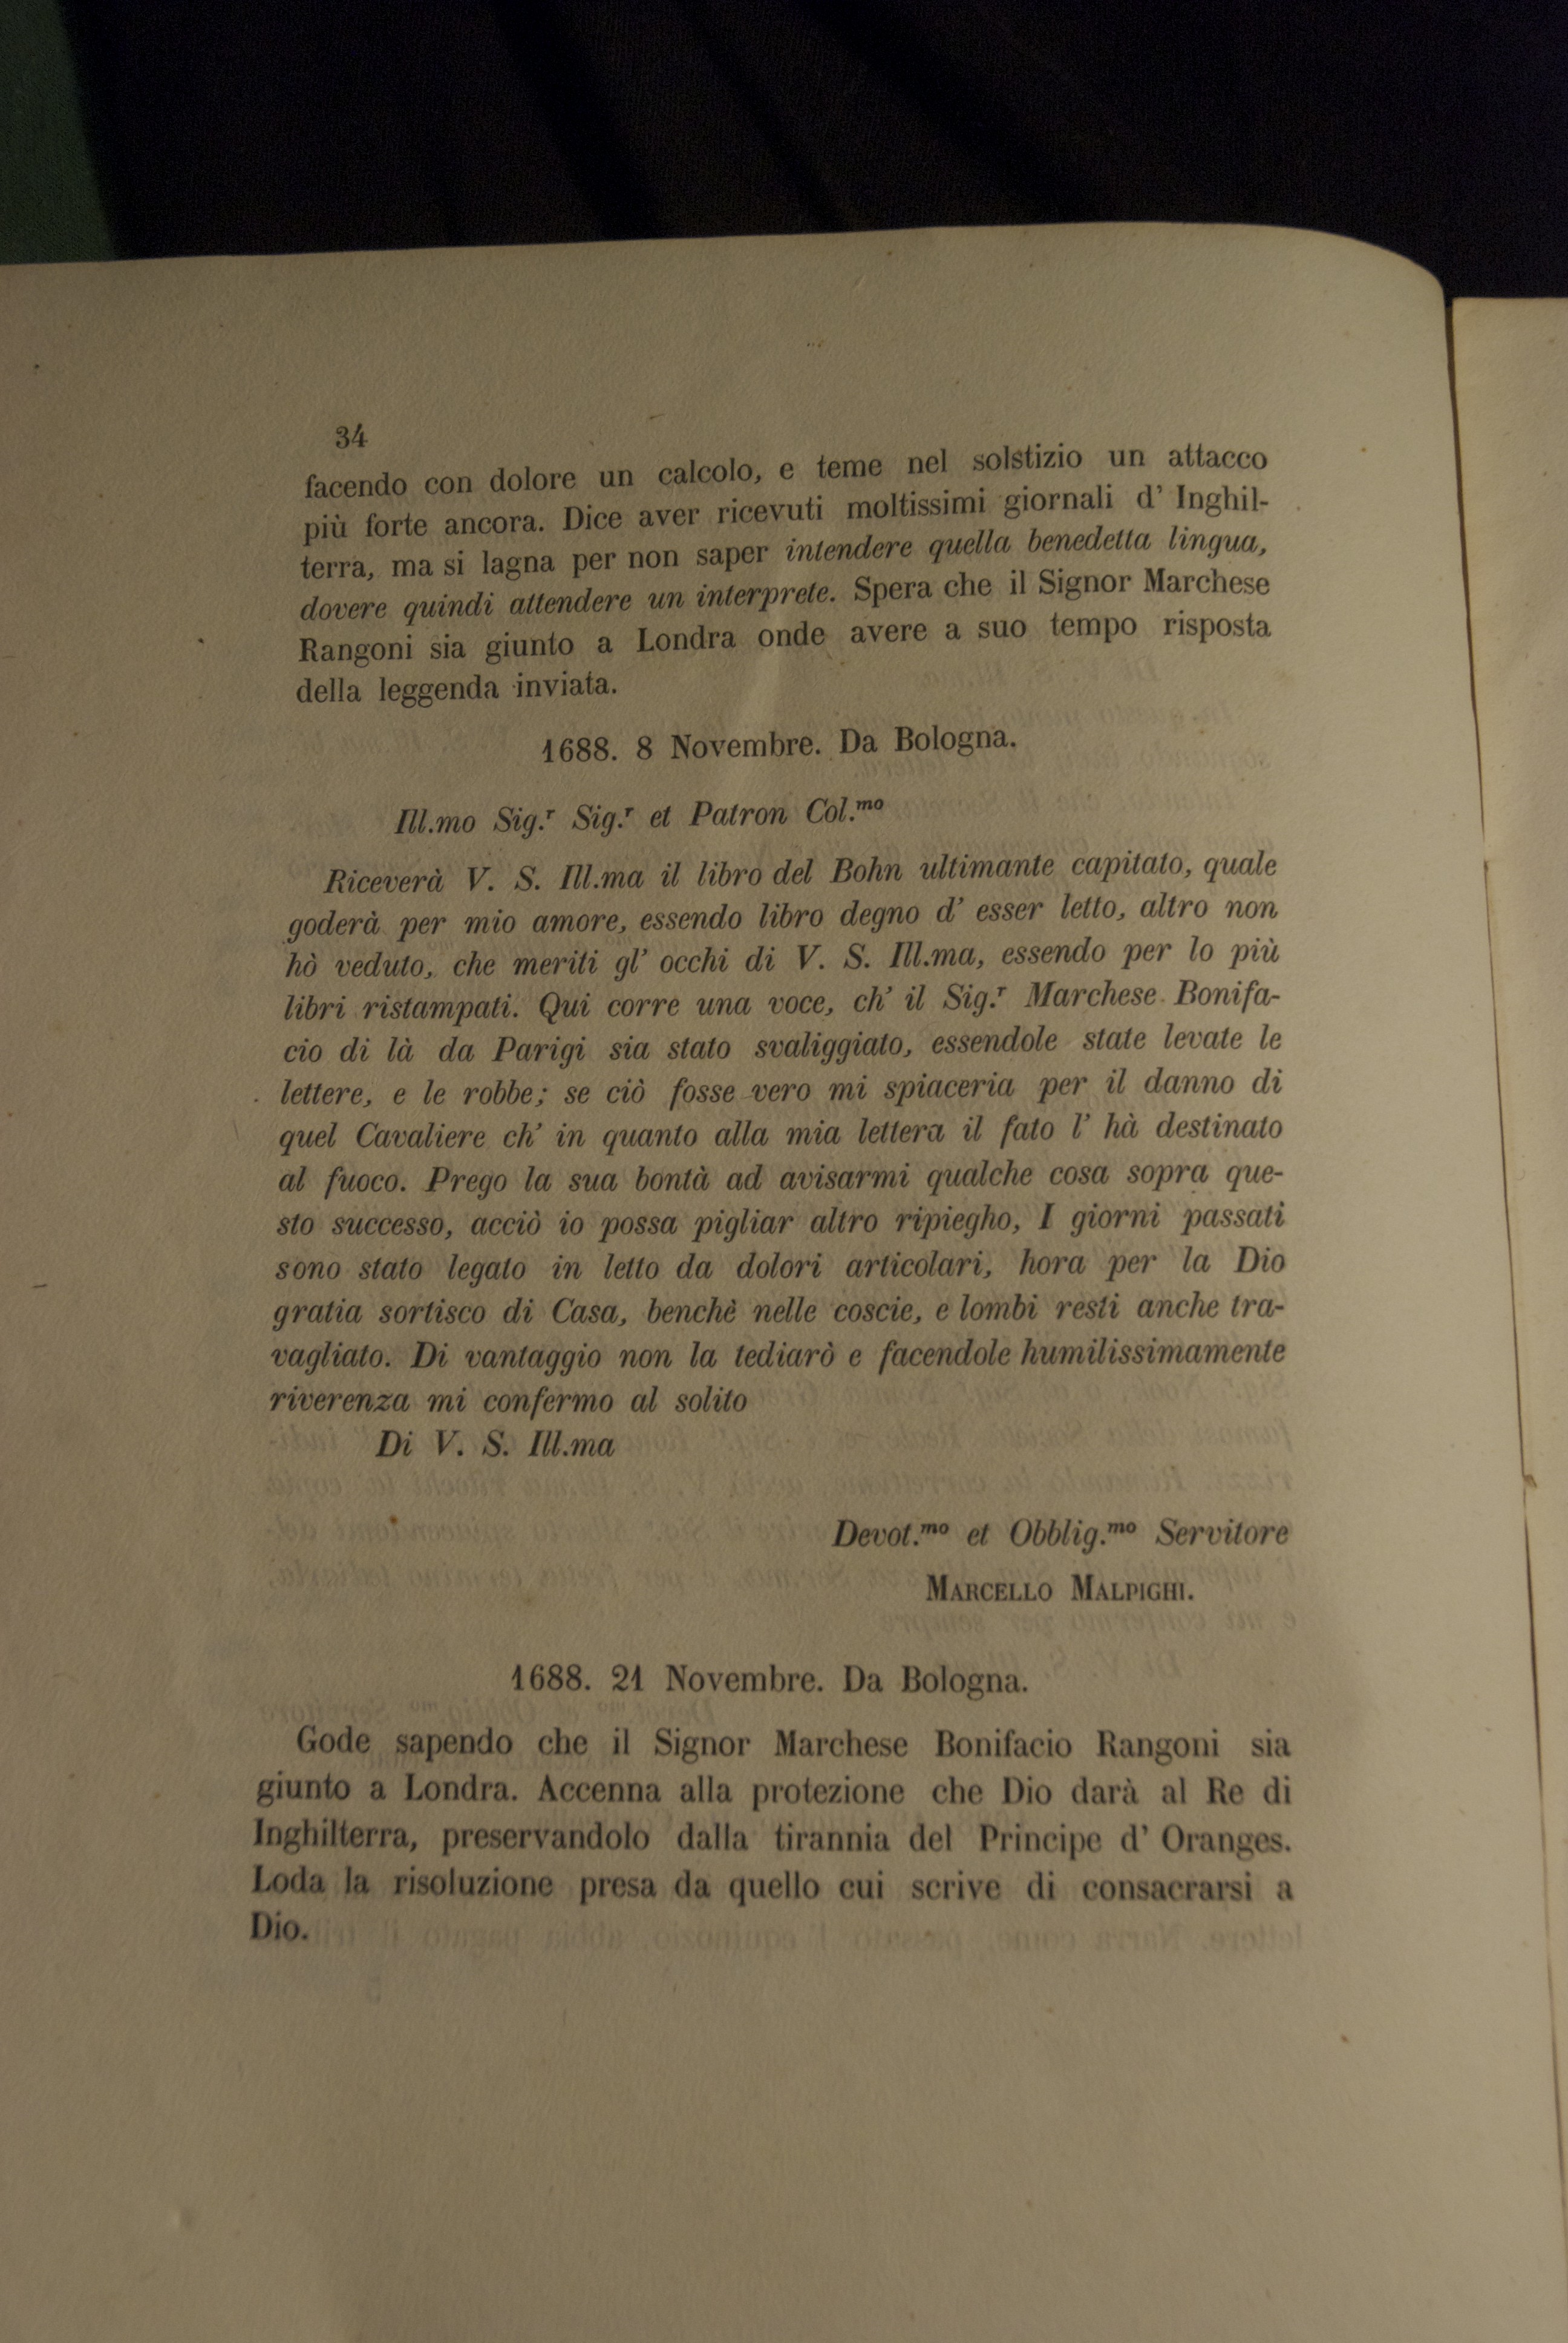 34
facendo con dolore un calcolo, e teme nel solstizio un attacco
più forte ancora. Dice aver ricevuti moltissimi giornali d' Inghil-
terra, ma si lagna per non saper intendere quella benedetta lingua,
dovere quindi attendere un interprete. Spera che il Signor Marchese
Rangoni sia giunto a Londra onde avere a suo tempo risposta
della leggenda inviata.
1688. 8 Novembre. Da Bologna.
Ill.mo Sig.r Sig.r et Patron Col.mo
Riceverà V. S. Ill.ma il libro del Bohn ultimante capitato, quale
goderà per mio amore, essendo libro degno d' esser letto, altro non
hò veduto, che meriti gl' occhi di V. S. Ill.ma, essendo per lo più
libri ristampati. Qui corre una voce, ch' il Sig.r Marchese Bonifa-
cio di là da Parigi sia stato svaliggiato, essendole state levate le
lettere, e le robbe; se ciò fosse vero mi spiaceria per il danno di
quel Cavaliere ch' in quanto alla mia lettera il fato l' hà destinato
al fuoco. Prego la sua bontà ad avisarmi qualche cosa sopra que-
sto successo, acciò io possa pigliar altro ripiegho, I giorni passati
sono stato legato in letto da dolori articolari, hora per la Dio
gratia sortisco di Casa, benchè nelle coscie, e lombi resti anche tra-
vagliato. Di vantaggio non la tediarò e facendole humilissimamente
riverenza mi confermo al solito
Di V. S. Ill.ma
Devot.mo et Obblig.mo Servitore
MARCELLO MALPIGHI.
1688. 21 Novembre. Da Bologna.
Gode sapendo che il Signor Marchese Bonifacio Rangoni sia
giunto a Londra. Accenna alla protezione che Dio darà al Re di
Inghilterra, preservandolo dalla tirannia del Principe d' Oranges.
Loda la risoluzione presa da quello cui scrive di consacrarsi a
Dio.